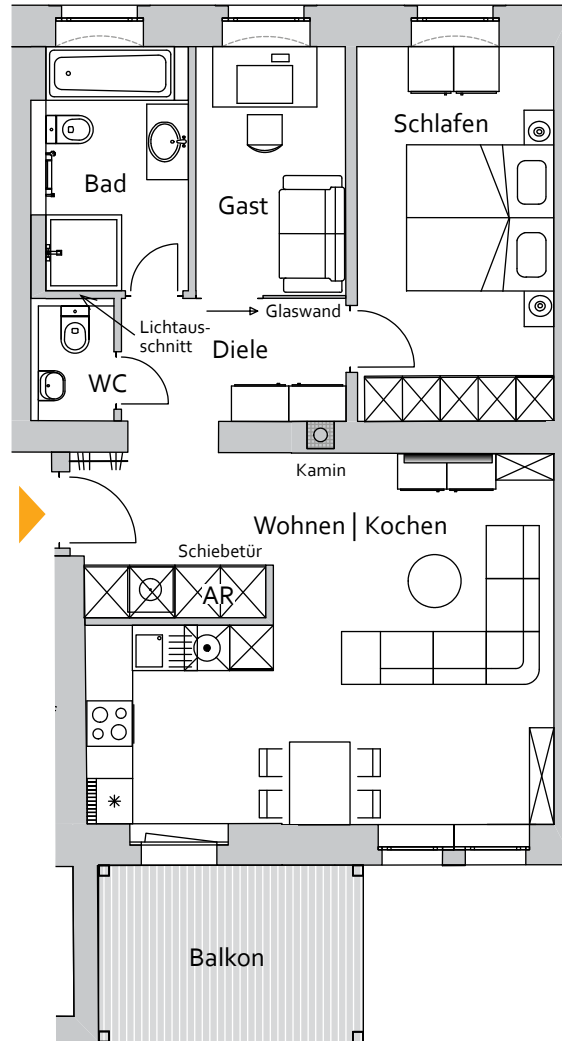 Schlafen
Bad
Gast
Glaswand
Lichtaus-
schnitt
Diele
WC
Kamin
Wohnen | Kochen
Schiebetür
AR
Balkon